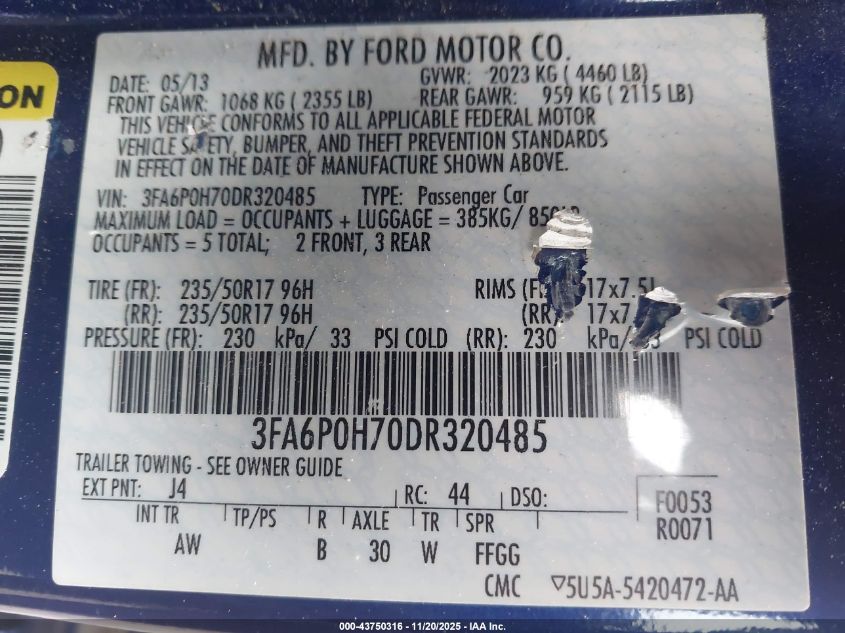 MFD. BY FORD MOTOR CO.
DATE: 05/13 GVWR: 2023 KG ( 4460 LB)
FRONT GAWR: 1068 KG ( 2355 LB) REAR GAWR: 959 KG ( 2115 LB)
THIS VEHICLE CONFORMS TO ALL APPLICABLE FEDERAL MOTOR
VEHICLE SAFETY, BUMPER, AND THEFT PREVENTION STANDARDS
IN EFFECT ON THE DATE OF MANUFACTURE SHOWN ABOVE.
ON
VIN: 3FA6P0H70DR320485 TYPE: Passenger Car
MAXIMUM LOAD = OCCUPANTS + LUGGAGE = 385KG/ 850LB
OCCUPANTS = 5 TOTAL; 2 FRONT, 3 REAR
TIRE (FR): 235/50R17 96H RIMS 17x7.5J
(RR): 235/50R17 96H (RR) 17x7.
PRESSURE (FR): 230 kPa/ 33 PSI COLD (RR): 230 kPa/ PSI COLD
3FA6P0H70DR320485
TRAILER TOWING - SEE OWNER GUIDE
EXT PNT: J4 RC: 44 DSO: F0053
INT TR TP/PS R AXLE TR SPR R0071
AW B 30 W FFGG
CMC ▽5U5A-5420472-AA
000-43750316 - 11/20/2025 - IAA Inc.